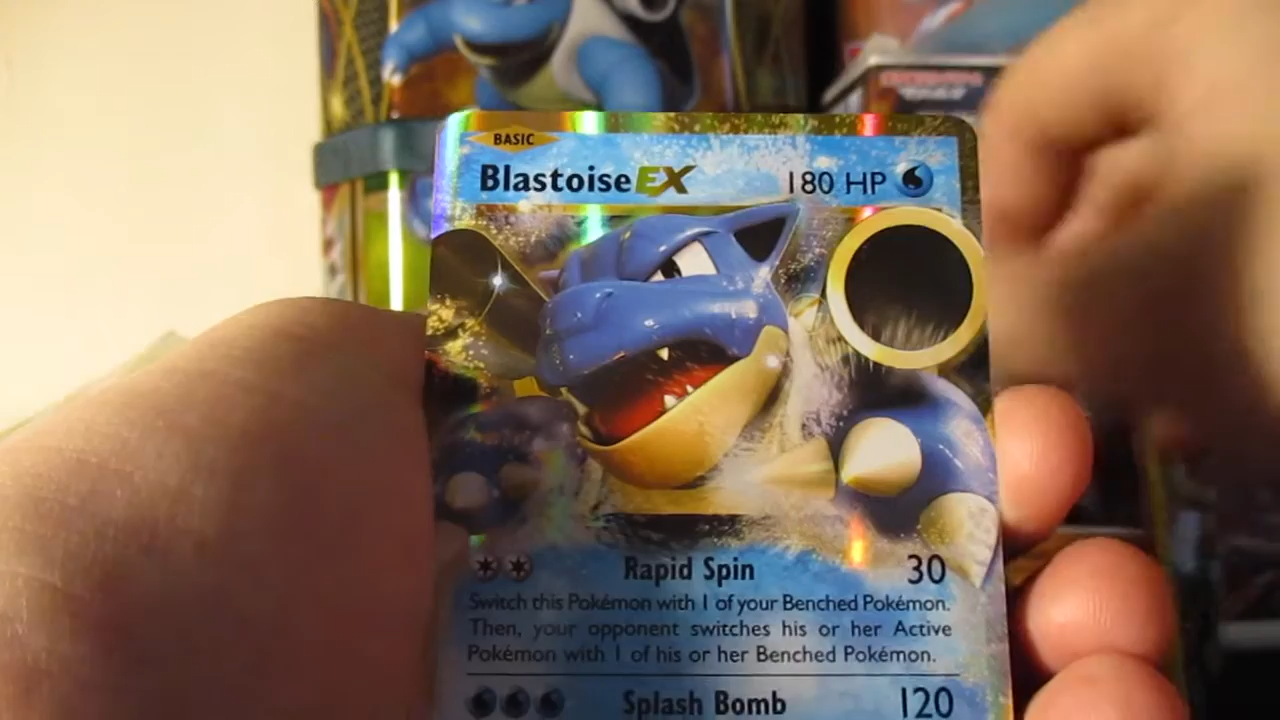 BASIC
Blastoise EX 180 HP
Rapid Spin 30
Switch this Pokémon with 1 of your Benched Pokémon.
Then, your opponent switches his or her Active
Pokémon with 1 of his or her Benched Pokémon.
Splash Bomb 120